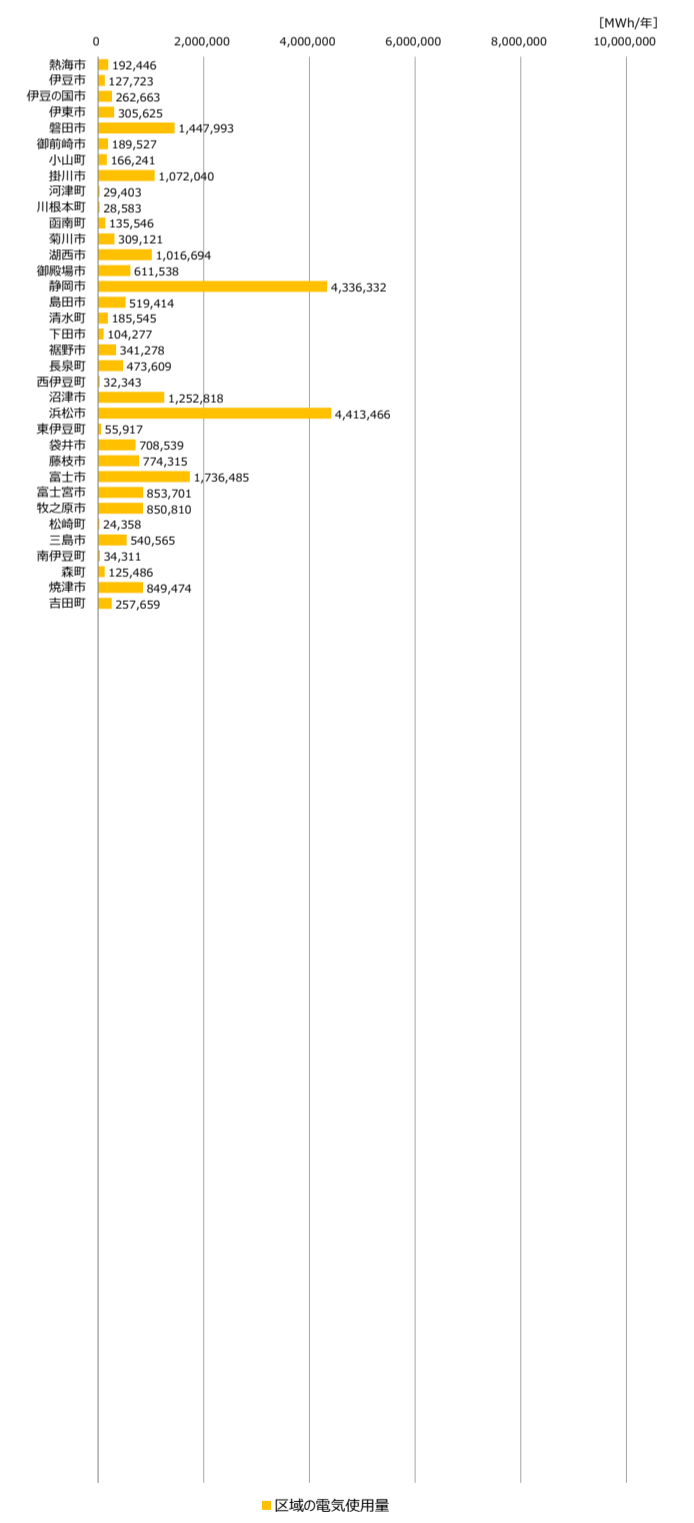 ［MWh/年］
0 2,000,000 4,000,000 6,000,000 8,000,000 10,000,000
熱海市 192,446
伊豆市 127,723
伊豆の国市 262,663
伊東市 305,625
磐田市 1,447,993
御前崎市 189,527
小山町 166,241
掛川市 1,072,040
河津町 29,403
川根本町 28,583
函南町 135,546
菊川市 309,121
湖西市 1,016,694
御殿場市 611,538
静岡市 4,336,332
島田市 519,414
清水町 185,545
下田市 104,277
裾野市 341,278
長泉町 473,609
西伊豆町 32,343
沼津市 1,252,818
浜松市 4,413,466
東伊豆町 55,917
袋井市 708,539
藤枝市 774,315
富士市 1,736,485
富士宮市 853,701
牧之原市 850,810
松崎町 24,358
三島市 540,565
南伊豆町 34,311
森町 125,486
焼津市 849,474
吉田町 257,659
区域の電気使用量